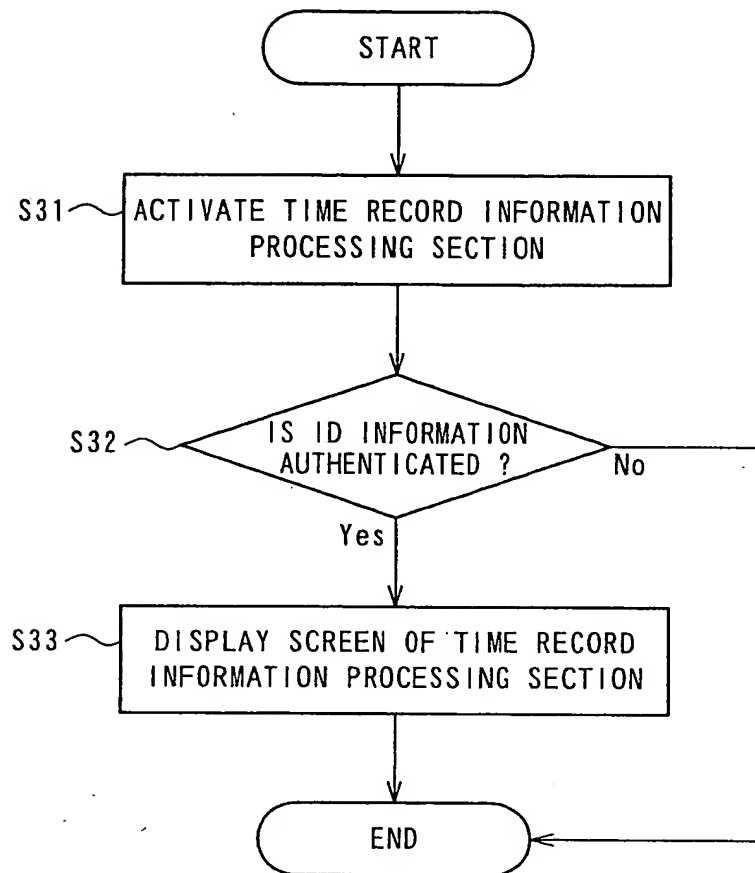 START
S31
ACTIVATE TIME RECORD INFORMATION
PROCESSING SECTION
S32
IS ID INFORMATION
AUTHENTICATED ?
No
Yes
S33
DISPLAY SCREEN OF TIME RECORD
INFORMATION PROCESSING SECTION
END